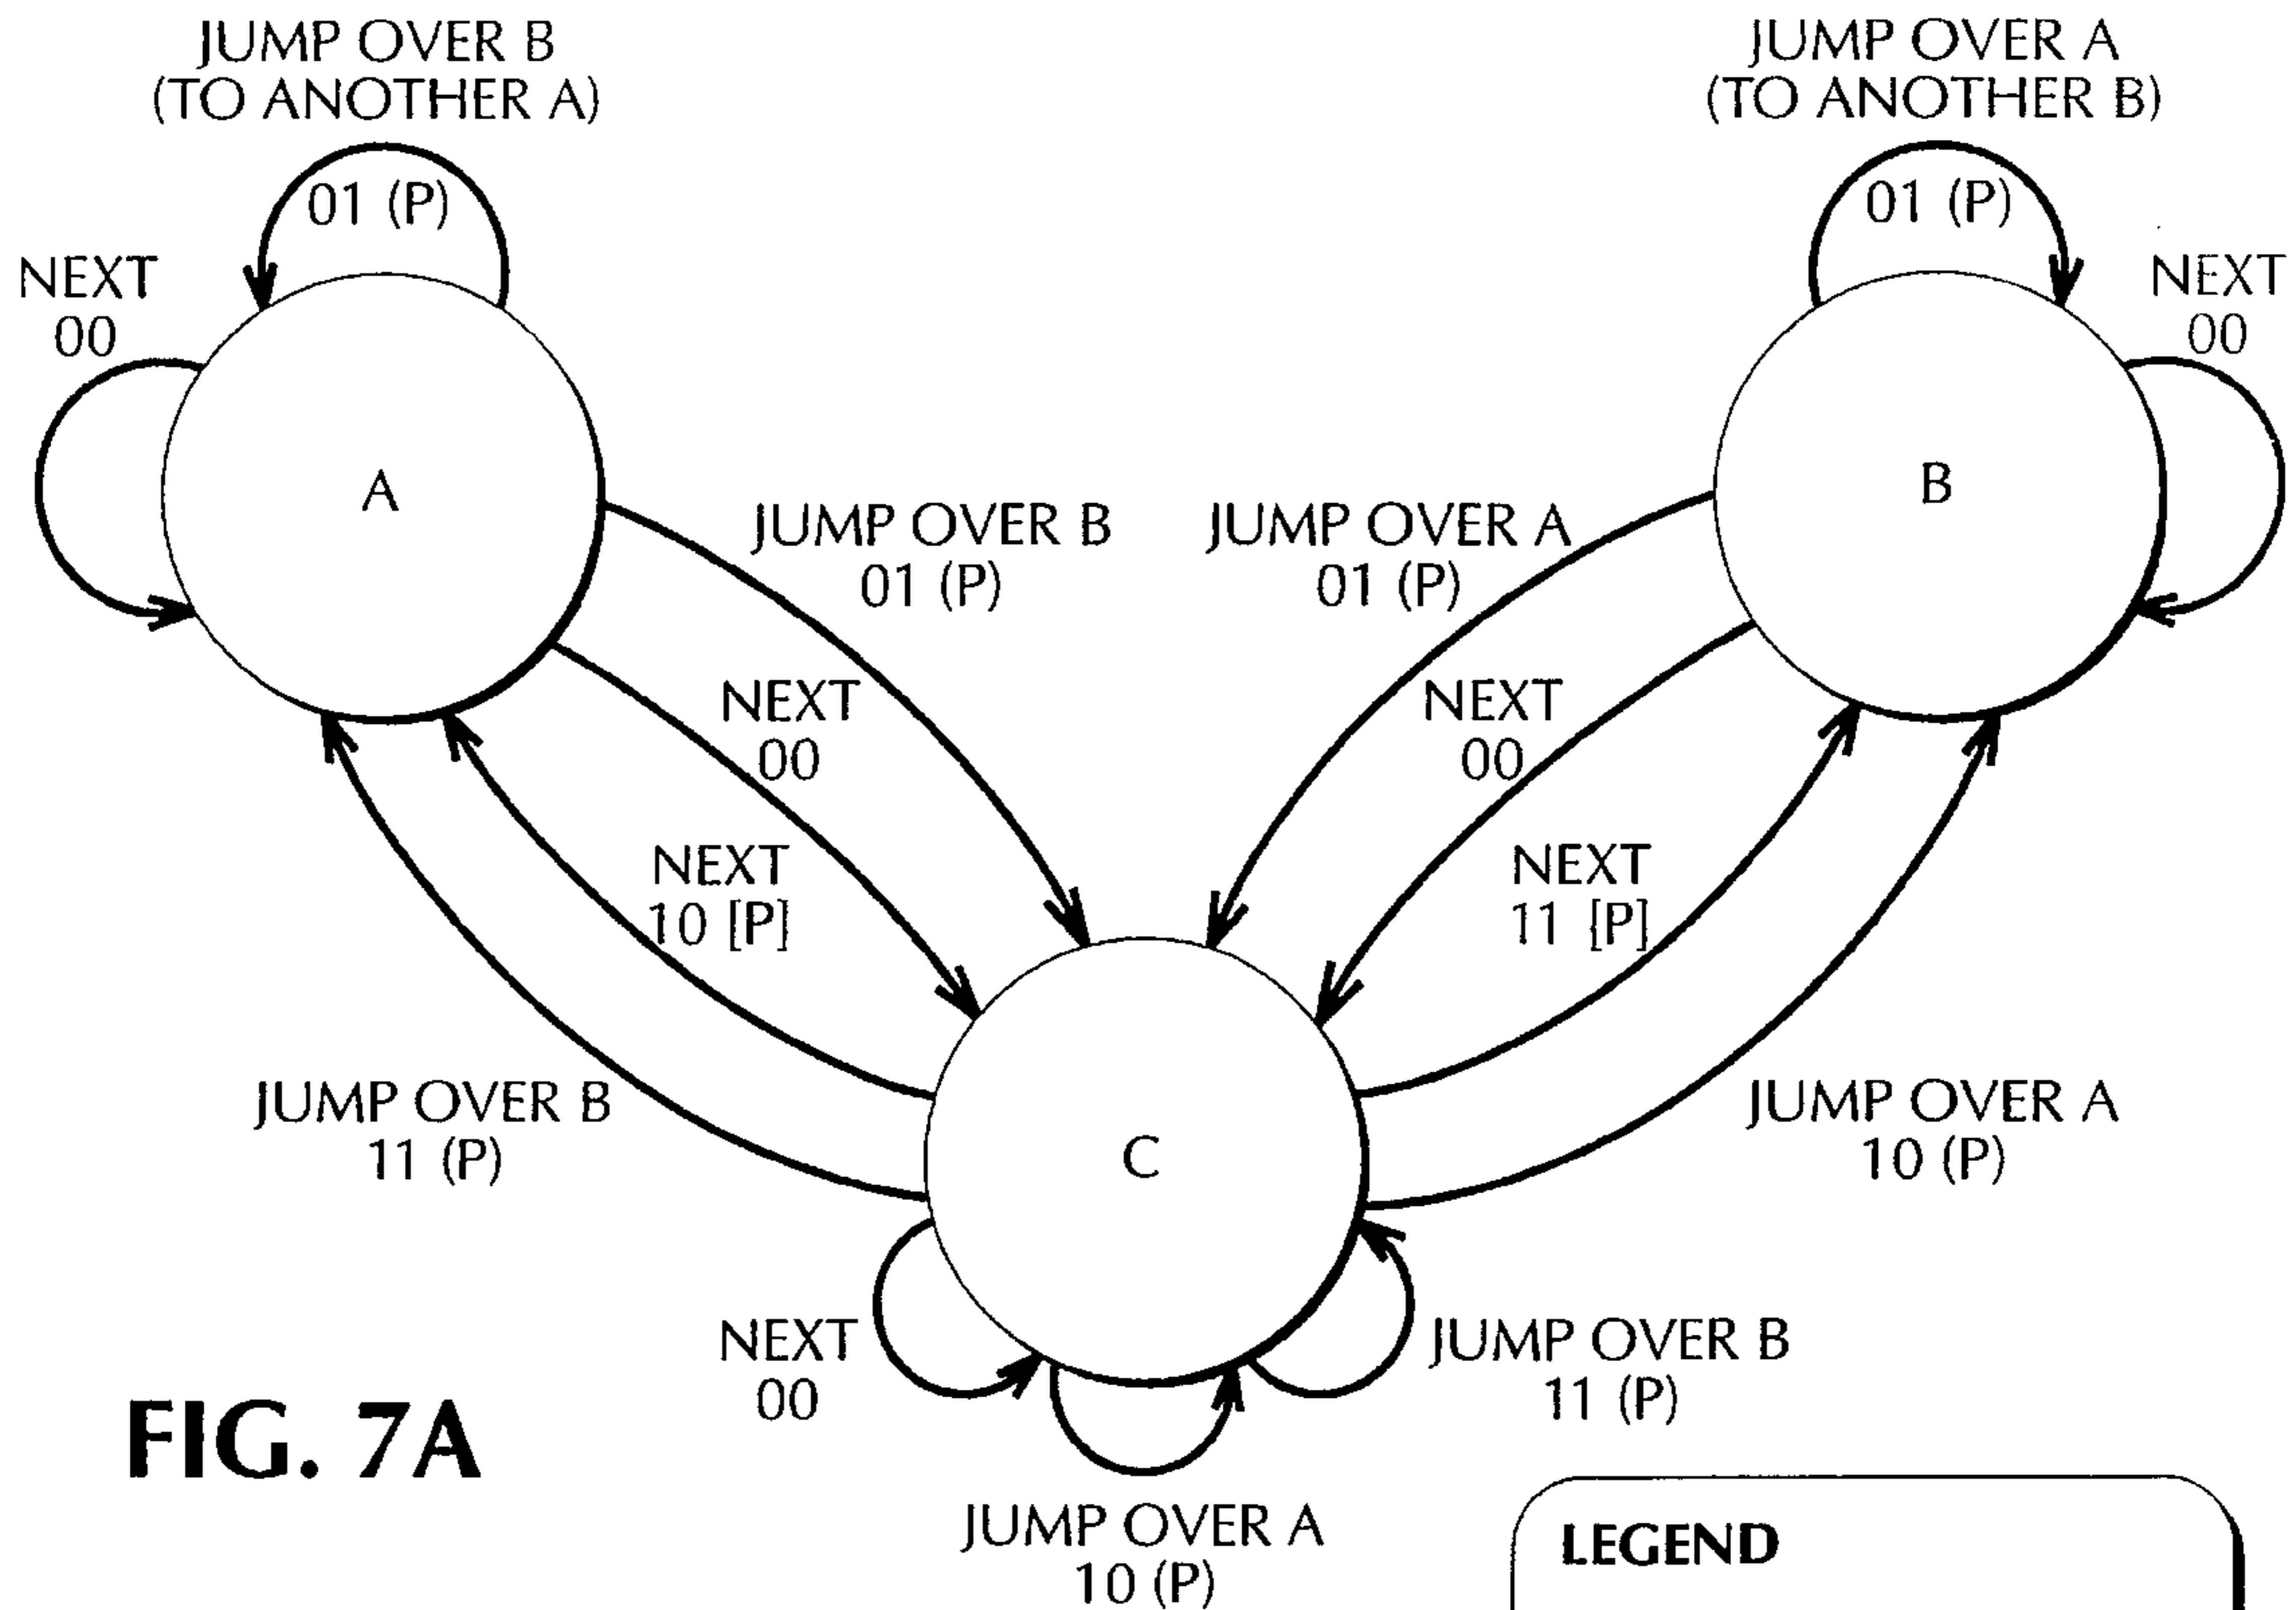 JUMP OVER B
(TO ANOTHER A)
01 (P)
NEXT
00
A
JUMP OVER A
(TO ANOTHER B)
01 (P)
NEXT
00
B
JUMP OVER B
01 (P)
JUMP OVER A
01 (P)
NEXT
00
NEXT
00
NEXT
10 [P]
NEXT
11 [P]
JUMP OVER B
11 (P)
C
JUMP OVER A
10 (P)
NEXT
00
JUMP OVER B
11 (P)
JUMP OVER A
10 (P)
FIG. 7A
LEGEND